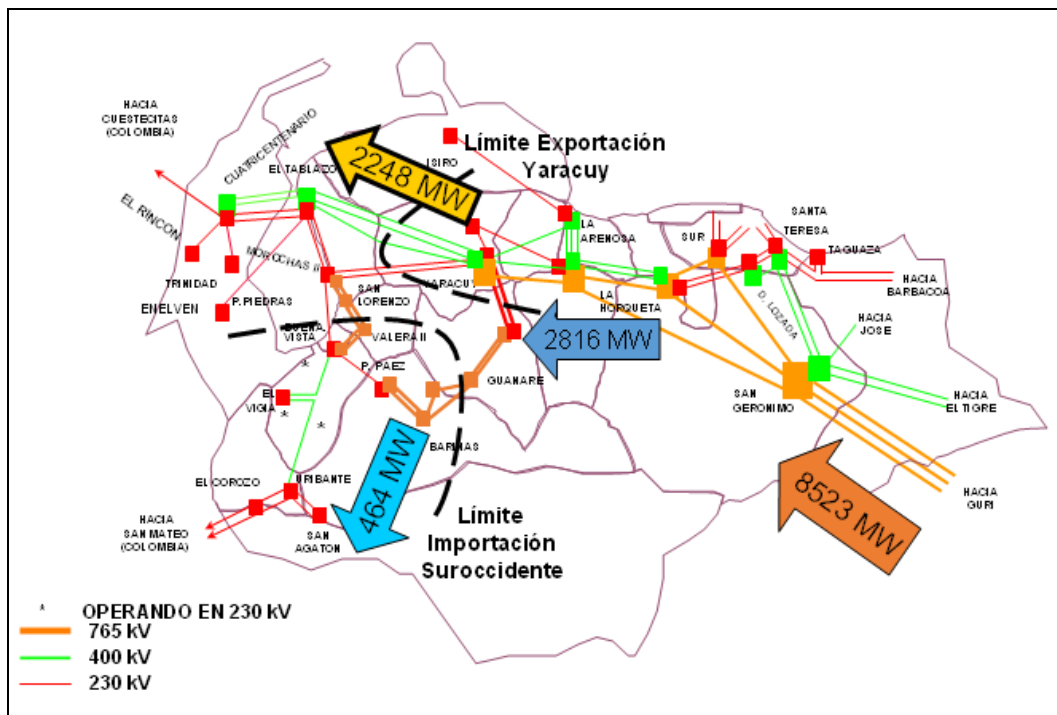 HACIA
CUESTECITAS
(COLOMBIA)
CUATRICENTENARIO
EL TABLAZO
2248 MW
ISIRO
Límite Exportación
Yaracuy
EL RINCON
MOROCHAS II
TRINIDAD
ENELVEN
P.PIEDRAS
SAN
LORENZO
BUENA
VISTA
VALERA II
YARACUY
LA
ARENOSA
LA
HORQUETA
SUR
SANTA
TERESA
TAGUAZA
HACIA
BARBACOA
D. LOZADA
HACIA
JOSE
2816 MW
P. PAEZ
GUANARE
*
EL
VIGIA
*
*
BARINAS
SAN
GERONIMO
HACIA
EL TIGRE
464 MW
8523 MW
HACIA
GURI
EL COROZO
URIBANTE
HACIA
SAN MATEO
(COLOMBIA)
SAN
AGATON
Límite
Importación
Suroccidente
* OPERANDO EN 230 kV
765 kV
400 kV
230 kV